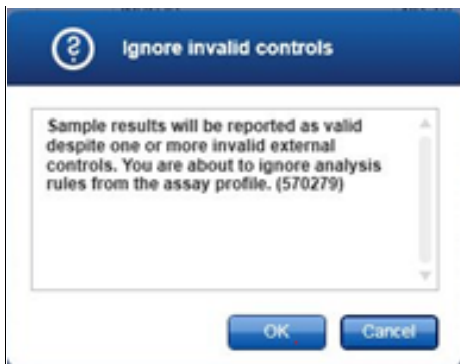 Ignore invalid controls
Sample results will be reported as valid
despite one or more invalid external
controls. You are about to ignore analysis
rules from the assay profile. (570279)
OK
Cancel